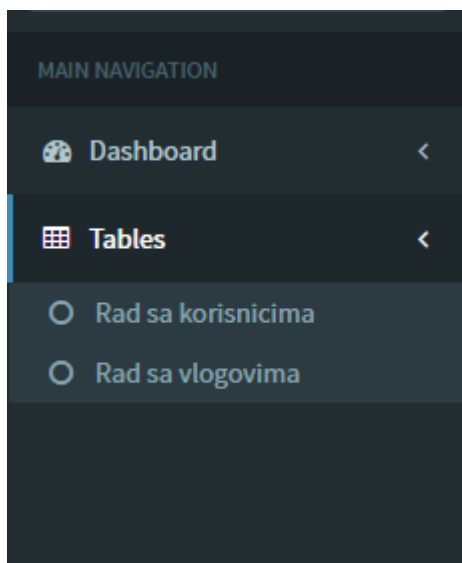 MAIN NAVIGATION
Dashboard
Tables
Rad sa korisnicima
Rad sa vlogovima